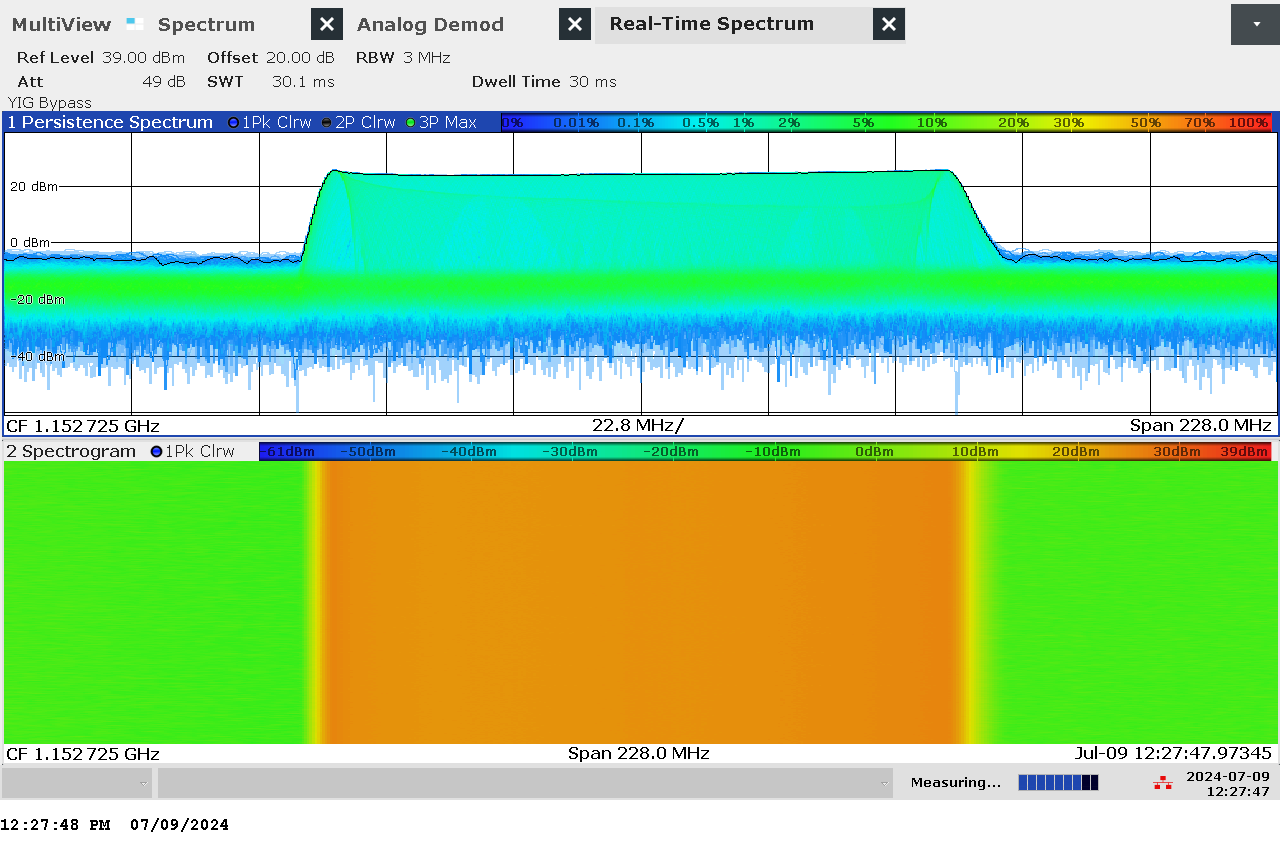 MultiView Spectrum Analog Demod Real-Time Spectrum
Ref Level 39.00 dBm Offset 20.00 dB RBW 3 MHz
Att 49 dB SWT 30.1 ms Dwell Time 30 ms
YIG Bypass
1 Persistence Spectrum 1Pk Clrw 2P Clrw 3P Max 0% 0.01% 0.1% 0.5% 1% 2% 5% 10% 20% 30% 50% 70% 100%
20 dBm
0 dBm
-20 dBm
-40 dBm
CF 1.152725 GHz 22.8 MHz/ Span 228.0 MHz
2 Spectrogram 1Pk Clrw -61dBm -50dBm -40dBm -30dBm -20dBm -10dBm 0dBm 10dBm 20dBm 30dBm 39dBm
CF 1.152725 GHz Span 228.0 MHz Jul-09 12:27:47.97345
Measuring... 2024-07-09
12:27:47
12:27:48 PM 07/09/2024